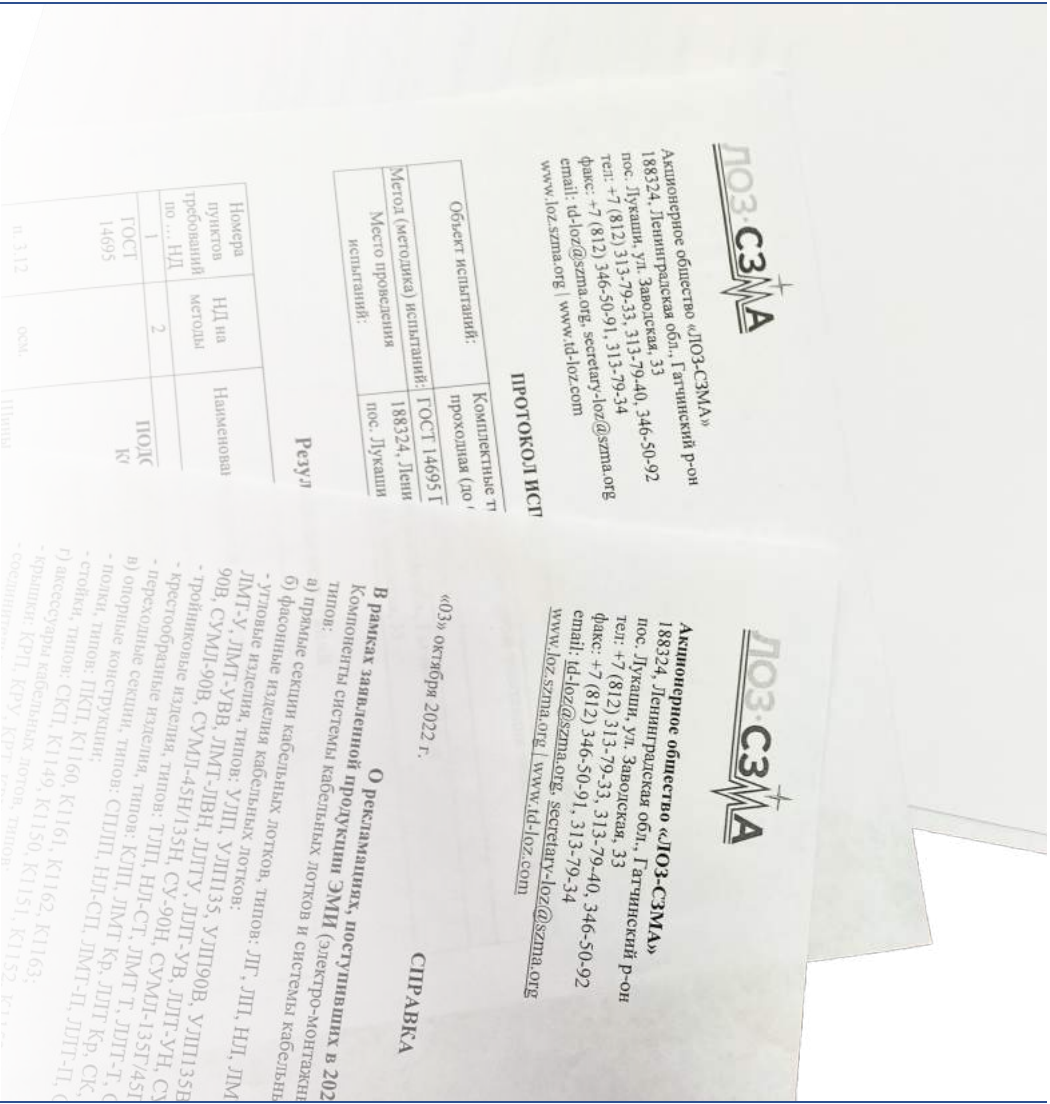 ЛОЗ·СЗМА
Акционерное общество «ЛОЗ-СЗМА»
188324, Ленинградская обл., Гатчинский р-он
пос. Лукаши, ул. Заводская, 33
тел: +7 (812) 313-79-33, 313-79-40, 346-50-92
факс: +7 (812) 346-50-91, 313-79-34
email: td-loz@szma.org, secretary-loz@szma.org
www.loz.szma.org | www.td-loz.com
ПРОТОКОЛ ИСП
Объект испытаний:
Комплектные
проходная (до
Метод (методика) испытаний:
ГОСТ 14695
Место проведения
испытаний:
188324, Лени
пос. Лукаши
Резул
Номера
пунктов
требований
по ... НД
НД на
методы
Наименован
1
2
ГОСТ
14695
ПОДС
п. 3.12
осм.
Шины
ЛОЗ·СЗМА
Акционерное общество «ЛОЗ-СЗМА»
188324, Ленинградская обл., Гатчинский р-он
пос. Лукаши, ул. Заводская, 33
тел: +7 (812) 313-79-33, 313-79-40, 346-50-92
факс: +7 (812) 346-50-91, 313-79-34
email: td-loz@szma.org, secretary-loz@szma.org
www.loz.szma.org | www.td-loz.com
СПРАВКА
«03» октября 2022 г.
О рекламациях, поступивших в 202
В рамках заявленной продукции ЭМИ (электро-монтажн
Компоненты системы кабельных лотков и системы кабельн
типов:
а) прямые секции кабельных лотков, типов: ЛГ, ЛП, НЛ, ЛМ
б) фасонные изделия кабельных лотков:
- угловые изделия, типов: УЛП, УЛП135, УЛП90В, УЛП135В
ЛМТ-У, ЛМТ-УВВ, ЛМТ-ЛВН, ЛЛТУ, ЛЛТ-УВ, ЛЛТ-УН, СУ
90В, СУМЛ-90В, СУМЛ-45Н/135Н, СУ-90Н, СУМЛ-135Г/45Г
- тройниковые изделия, типов: ТЛП, НЛ-СТ, ЛМТ Т, ЛЛТ-Т, С
- крестообразные изделия, типов: КЛП, ЛМТ Кр, ЛЛТ Кр, СК,
- переходные секции, типов: СПЛП, НЛ-СП, ЛМТ-П, ЛЛТ-П, С
в) опорные конструкции:
- полки, типов: ПКП, К1160, К1161, К1162, К1163;
- стойки, типов: СКП, К1149, К1150, К1151, К1152,
г) аксессуары кабельных лотков, типов:
- крышки: КРП, КРУ, КРТ,